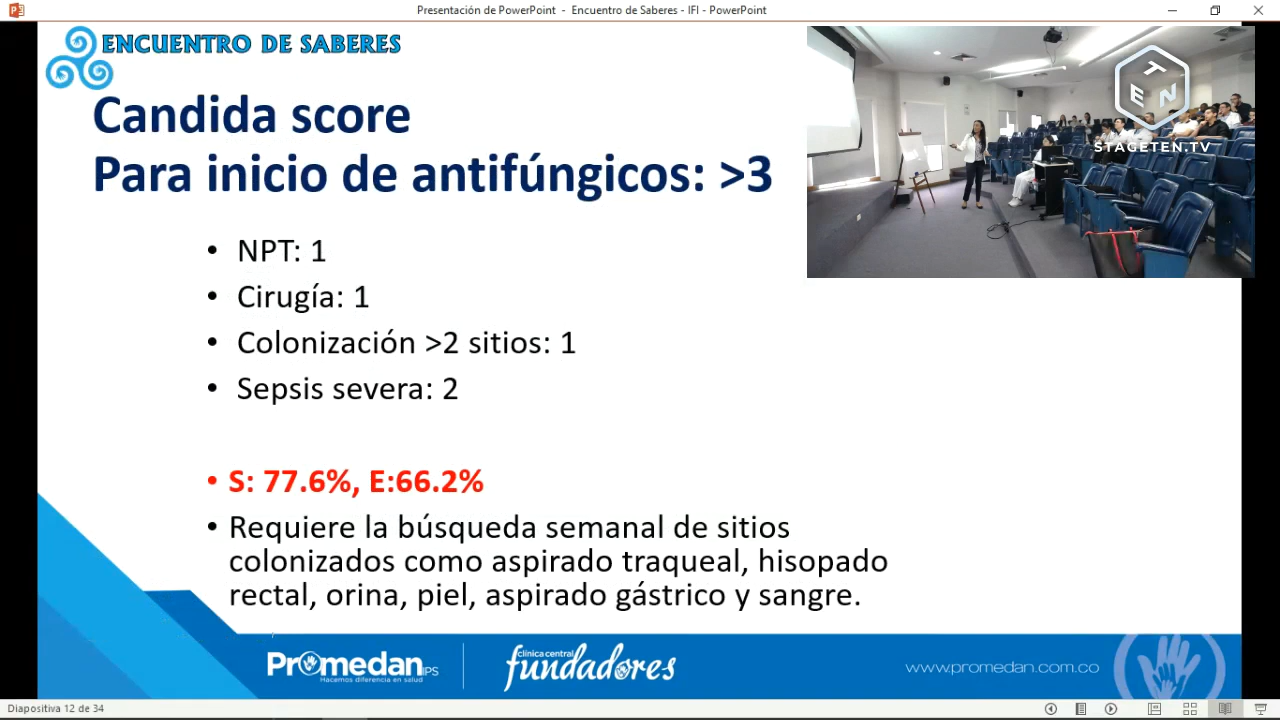 Presentación de PowerPoint - Encuentro de Saberes - IFI - PowerPoint
ENCUENTRO DE SABERES
Candida score
Para inicio de antifúngicos: >3
• NPT: 1
• Cirugía: 1
• Colonización >2 sitios: 1
• Sepsis severa: 2
• S: 77.6%, E:66.2%
• Requiere la búsqueda semanal de sitios
colonizados como aspirado traqueal, hisopado
rectal, orina, piel, aspirado gástrico y sangre.
TEN
STAGETEN.TV
Promedan IPS
Hacemos diferencia en salud
clínica central
fundadores
www.promedan.com.co
Diapositiva 12 de 34